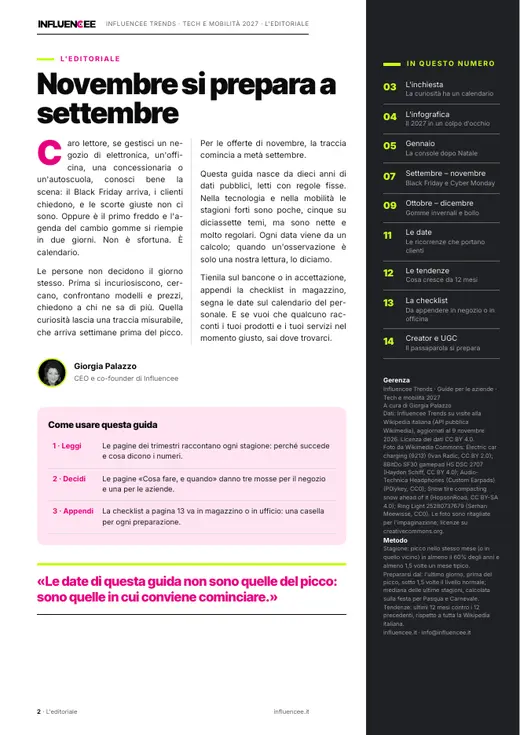 INFLUENCEE
INFLUENCEE TRENDS · TECH E MOBILITÀ 2027 · L'EDITORIALE
L'EDITORIALE
Novembre si prepara a
settembre
Caro lettore, se gestisci un ne-
gozio di elettronica, un'offi-
cina, una concessionaria o
un'autoscuola, conosci bene la
scena: il Black Friday arriva, i clienti
chiedono, e le scorte giuste non ci
sono. Oppure è il primo freddo e l'a-
genda del cambio gomme si riempie
in due giorni. Non è sfortuna. È
calendario.
Le persone non decidono il giorno
stesso. Prima si incuriosiscono, cer-
cano, confrontano modelli e prezzi,
chiedono a chi ne sa di più. Quella
curiosità lascia una traccia misurabile,
che arriva settimane prima del picco.
Per le offerte di novembre, la traccia
comincia a metà settembre.
Questa guida nasce da dieci anni di
dati pubblici, letti con regole fisse.
Nella tecnologia e nella mobilità le
stagioni forti sono poche, cinque su
diciassette temi, ma sono nette e
molto regolari. Ogni data viene da un
calcolo; quando un'osservazione è
solo una nostra lettura, lo diciamo.
Tienila sul bancone o in accettazione,
appendi la checklist in magazzino,
segna le date sul calendario del per-
sonale. E se vuoi che qualcuno rac-
conti i tuoi prodotti e i tuoi servizi nel
momento giusto, sai dove trovarci.
Giorgia Palazzo
CEO e co-founder di Influencee
Come usare questa guida
1 · Leggi
Le pagine dei trimestri raccontano ogni stagione: perché succede
e cosa dicono i numeri.
2 · Decidi
Le pagine «Cosa fare, e quando» danno tre mosse per il negozio
e una per le aziende.
3 · Appendi
La checklist a pagina 13 va in magazzino o in ufficio: una casella
per ogni preparazione.
«Le date di questa guida non sono quelle del picco:
sono quelle in cui conviene cominciare.»
2 · L'editoriale
influencee.it
IN QUESTO NUMERO
03 L'inchiesta
La curiosità ha un calendario
04 L'infografica
Il 2027 in un colpo d'occhio
05 Gennaio
La console dopo Natale
07 Settembre – novembre
Black Friday e Cyber Monday
09 Ottobre – dicembre
Gomme invernali e bollo
11 Le date
Le ricorrenze che portano
clienti
12 Le tendenze
Cosa cresce da 12 mesi
13 La checklist
Da appendere in negozio o in
officina
14 Creator e UGC
Il passaparola si prepara
Gerenza
Influencee Trends · Guide per le aziende ·
Tech e mobilità 2027
A cura di Giorgia Palazzo
Dati: Influencee Trends su visite alla
Wikipedia italiana (API pubblica
Wikimedia), aggiornati al 9 novembre
2026. Licenza dei dati CC BY 4.0.
Foto da Wikimedia Commons: Electric car
charging (9213) (Ivan Radic, CC BY 2.0);
8BitDo SF30 gamepad HS DSC 2707
(Hayden Schiff, CC BY 4.0); Audio-
Technica Headphones (Custom Earpads)
(P0lykey, CC0); Snow tire compacting
snow ahead of it (HopsonRoad, CC BY-SA
4.0); Ring Light 25280737679 (Serhan
Meewisse, CC0). Le foto sono ritagliate
per l'impaginazione; licenze su
creativecommons.org.
Metodo
Stagione: picco nello stesso mese (o in
quello vicino) in almeno il 60% degli anni e
almeno 1,5 volte un mese tipico.
Prepararsi dal: l'ultimo giorno, prima del
picco, sotto 1,5 volte il livello normale;
mediana delle ultime stagioni, calcolata
sulla festa per Pasqua e Carnevale.
Tendenze: ultimi 12 mesi contro i 12
precedenti, rispetto a tutta la Wikipedia
italiana.
influencee.it · info@influencee.it